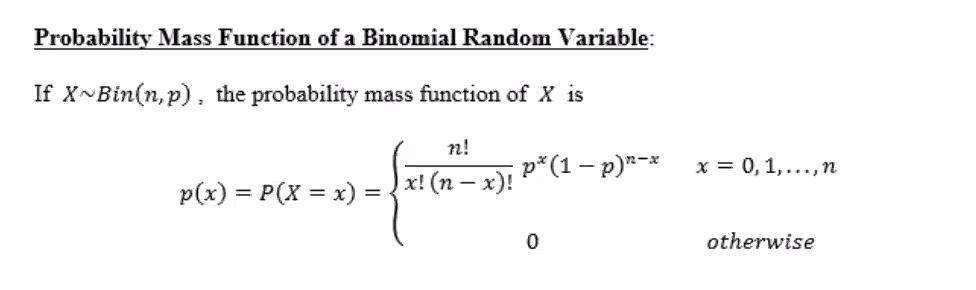 Probability Mass Function of a Binomial Random Variable:
If X~Bin(n,p) , the probability mass function of X is
p(x) = P(X = x) = { n! / x! (n − x)! pˣ(1 − p)ⁿ⁻ˣ x = 0, 1, . . . , n
0 otherwise